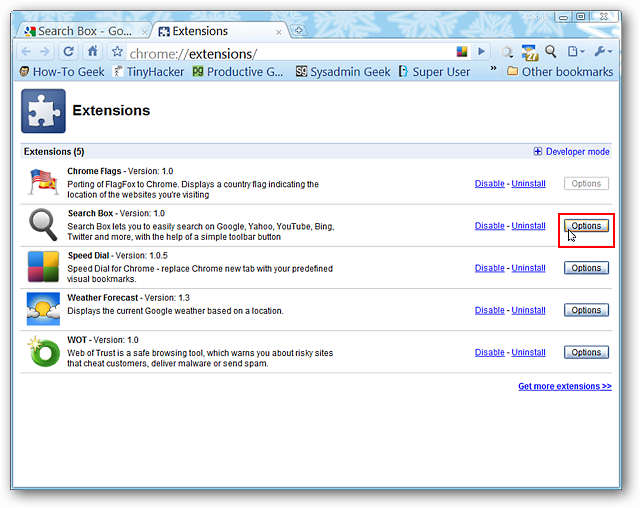 Search Box - Go...
Extensions
chrome://extensions/
27
How-To Geek
TinyHacker
Productive G...
Sysadmin Geek
Super User
»
Other bookmarks
Extensions
Extensions (5)
Developer mode
Chrome Flags - Version: 1.0
Porting of FlagFox to Chrome. Displays a country flag indicating the
location of the websites you're visiting
Disable - Uninstall
Options
Search Box - Version: 1.0
Search Box lets you to easily search on Google, Yahoo, YouTube, Bing,
Twitter and more, with the help of a simple toolbar button
Disable - Uninstall
Options
Speed Dial - Version: 1.0.5
Speed Dial for Chrome - replace Chrome new tab with your predefined
visual bookmarks.
Disable - Uninstall
Options
Weather Forecast - Version: 1.3
Displays the current Google weather based on a location.
Disable - Uninstall
Options
WOT - Version: 1.0
Web of Trust is a safe browsing tool, which warns you about risky sites
that cheat customers, deliver malware or send spam.
Disable - Uninstall
Options
Get more extensions >>